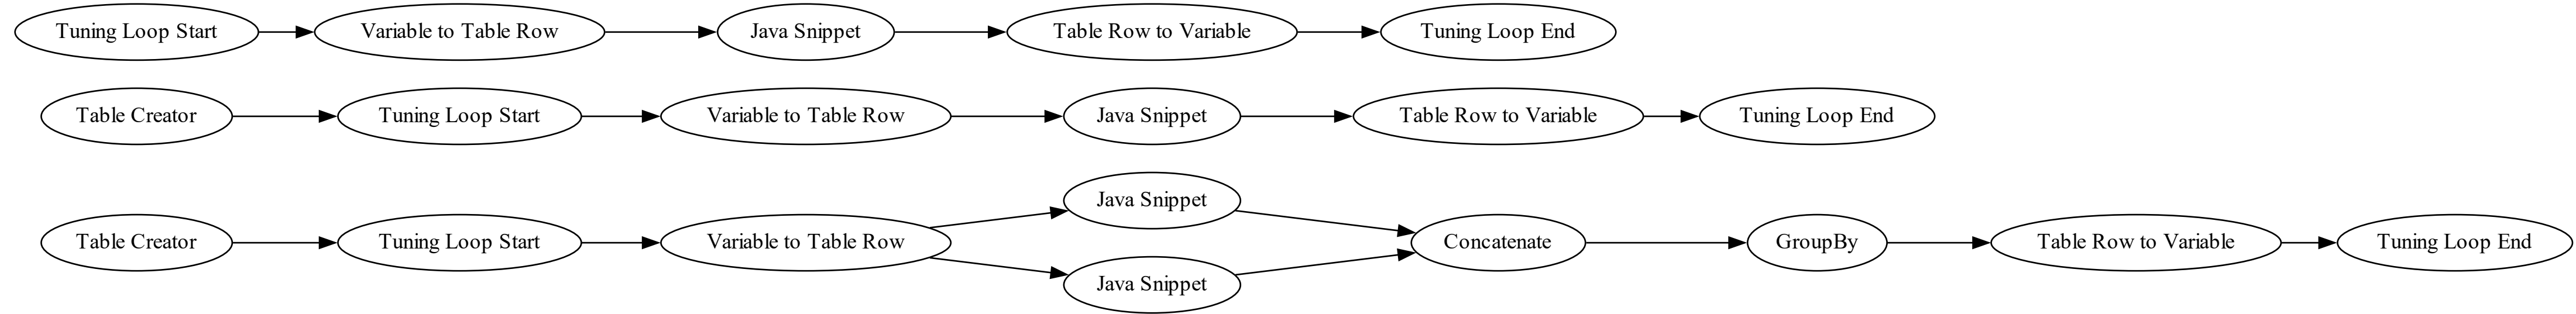 Tuning Loop Start
Variable to Table Row
Java Snippet
Table Row to Variable
Tuning Loop End
Table Creator
Tuning Loop Start
Variable to Table Row
Java Snippet
Table Row to Variable
Tuning Loop End
Table Creator
Tuning Loop Start
Variable to Table Row
Java Snippet
Java Snippet
Concatenate
GroupBy
Table Row to Variable
Tuning Loop End